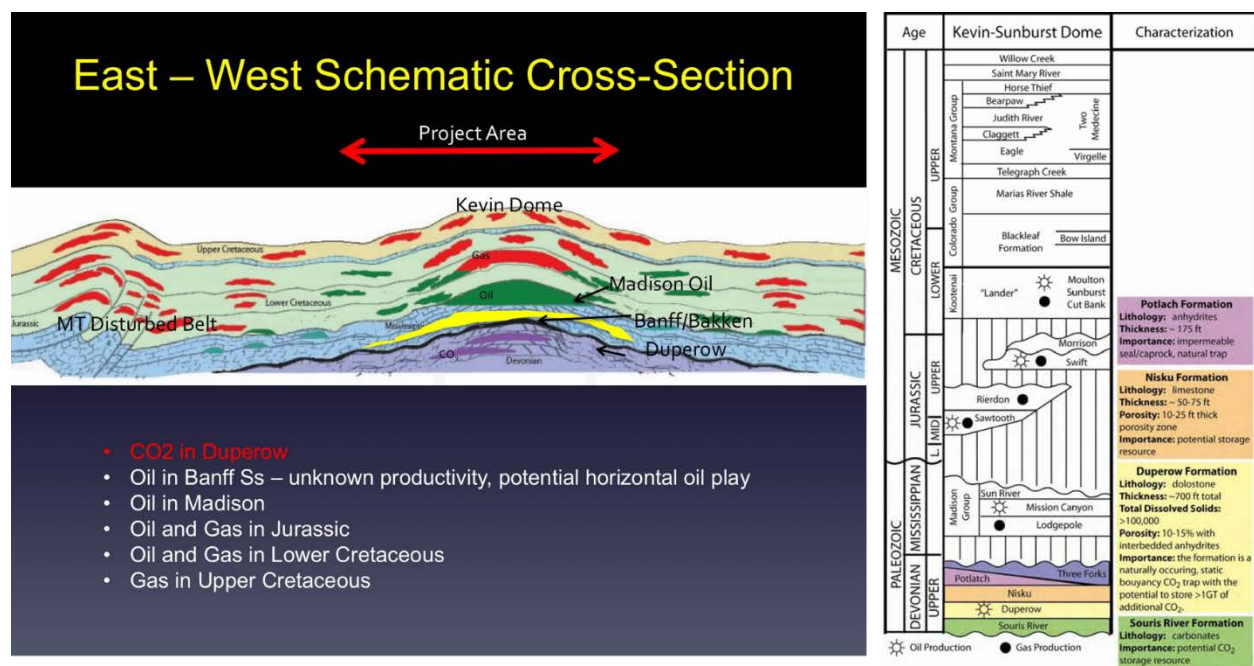 East – West Schematic Cross-Section
Project Area
Kevin Dome
Upper Cretaceous
Gas
Madison Oil
Lower Cretaceous
Oil
Jurassic
MT Disturbed Belt
Banff/Bakken
Duperow
CO
Devonian
• CO2 in Duperow
• Oil in Banff Ss – unknown productivity, potential horizontal oil play
• Oil in Madison
• Oil and Gas in Jurassic
• Oil and Gas in Lower Cretaceous
• Gas in Upper Cretaceous
Age
Kevin-Sunburst Dome
Characterization
MESOZOIC
CRETACEOUS
UPPER
Montana Group
Willow Creek
Saint Mary River
Horse Thief
Bearpaw
Judith River
Two Medecine
Claggett
Eagle
Virgelle
Telegraph Creek
Colorado Group
Marias River Shale
Blackleaf
Formation
Bow Island
LOWER
Kootenai
"Lander"
Moulton
Sunburst
Cut Bank
JURASSIC
UPPER
Morrison
Swift
Rierdon
MID
Sawtooth
L.
PALEOZOIC
MISSISSIPPIAN
Madison
Group
Sun River
Mission Canyon
Lodgepole
DEVONIAN
UPPER
Three Forks
Potlatch
Nisku
Duperow
Souris River
Oil Production
Gas Production
Potlach Formation
Lithology: anhydrites
Thickness: ~ 175 ft
Importance: impermeable
seal/caprock, natural trap
Nisku Formation
Lithology: limestone
Thickness: ~ 50-75 ft
Porosity: 10-25 ft thick
porosity zone
Importance: potential storage
resource
Duperow Formation
Lithology: dolostone
Thickness: ~700 ft total
Total Dissolved Solids:
>100,000
Porosity: 10-15% with
interbedded anhydrites
Importance: the formation is a
naturally occuring, static
bouyancy CO2 trap with the
potential to store >1GT of
additional CO2.
Souris River Formation
Lithology: carbonates
Importance: potential CO2
storage resource